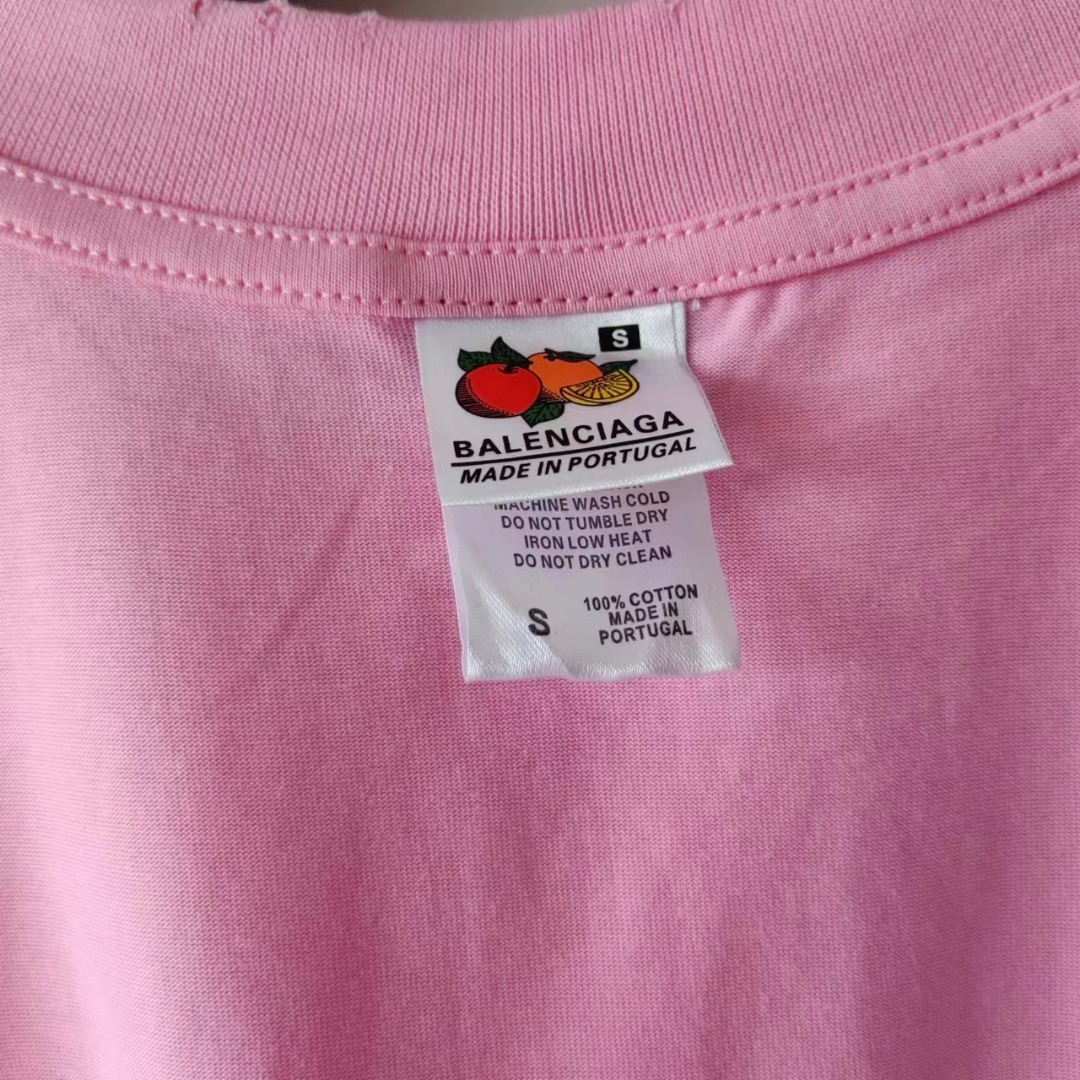 S
BALENCIAGA
MADE IN PORTUGAL
MACHINE WASH COLD
DO NOT TUMBLE DRY
IRON LOW HEAT
DO NOT DRY CLEAN
S
100% COTTON
MADE IN
PORTUGAL